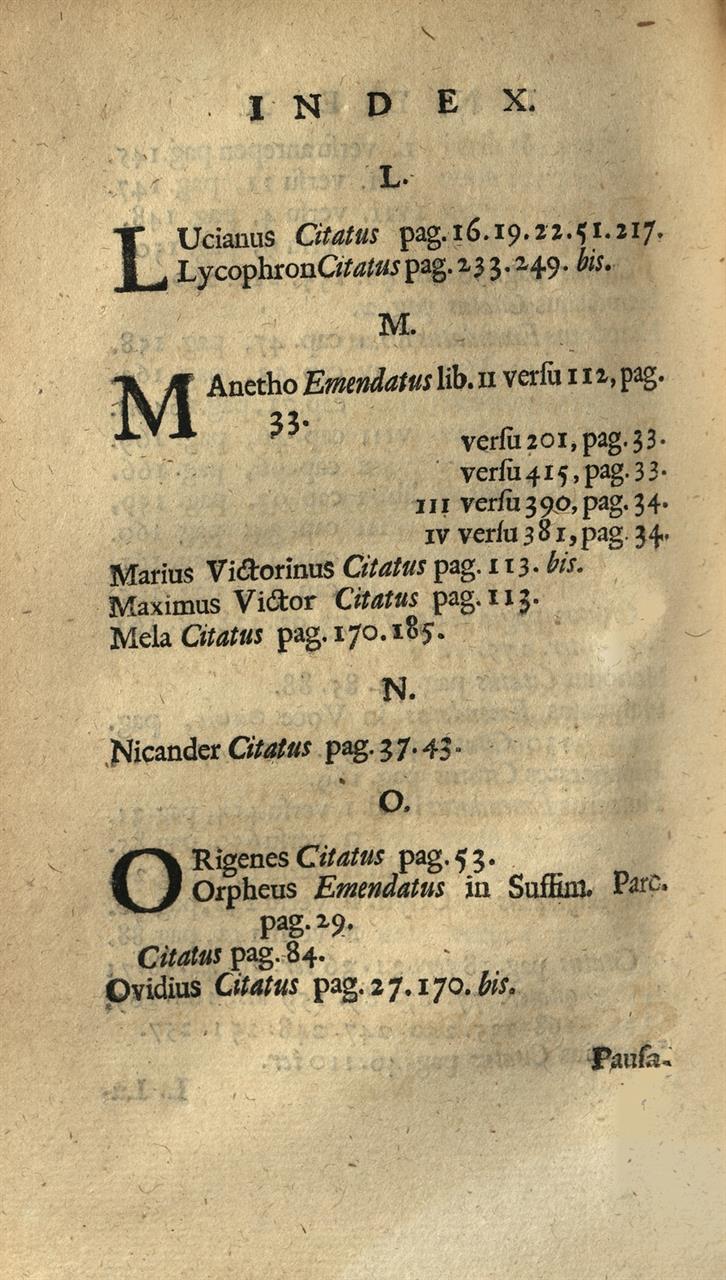 INDEX.
L.
LUcianus Citatus pag. 16. 19. 22. 51. 217.
Lycophron Citatus pag. 233. 249. bis.
M.
MAnetho Emendatus lib. II verſu 112, pag.
33.
verſu 201, pag. 33.
verſu 415, pag. 33.
III verſu 390, pag. 34.
IV verſu 381, pag. 34.
Marius Victorinus Citatus pag. 113. bis.
Maximus Victor Citatus pag. 113.
Mela Citatus pag. 170. 185.
N.
Nicander Citatus pag. 37. 43.
O.
ORigenes Citatus pag. 53.
Orpheus Emendatus in Suffim. Parc.
pag. 29.
Citatus pag. 84.
Ovidius Citatus pag. 27. 170. bis.
Pauſa-